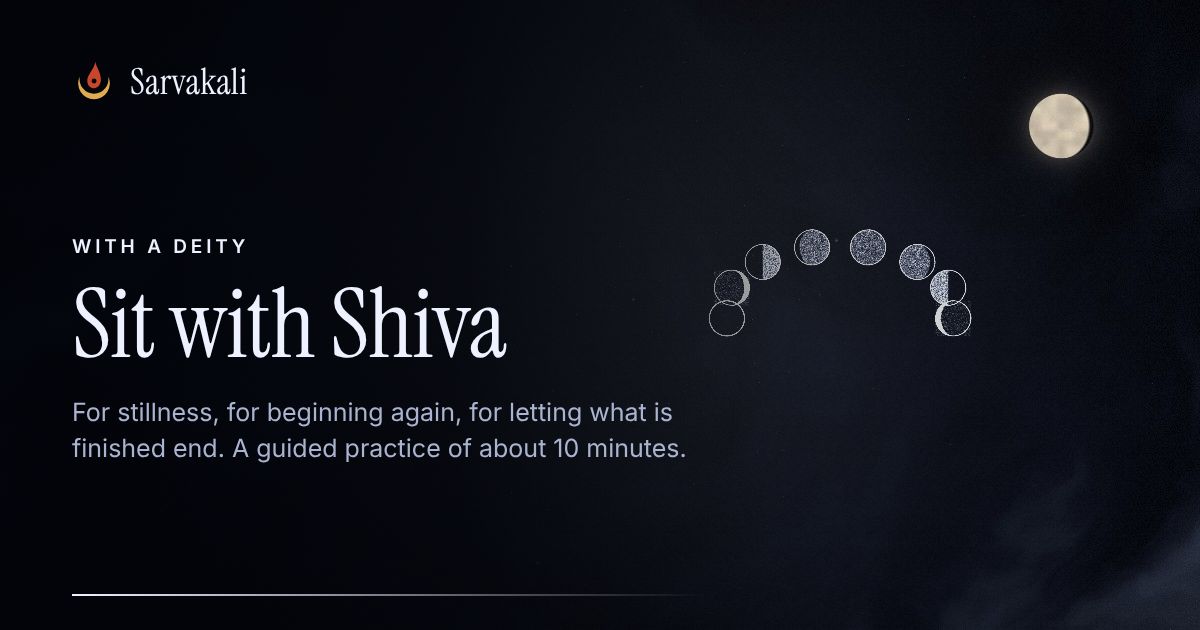 Sarvakali
WITH A DEITY
Sit with Shiva
For stillness, for beginning again, for letting what is
finished end. A guided practice of about 10 minutes.